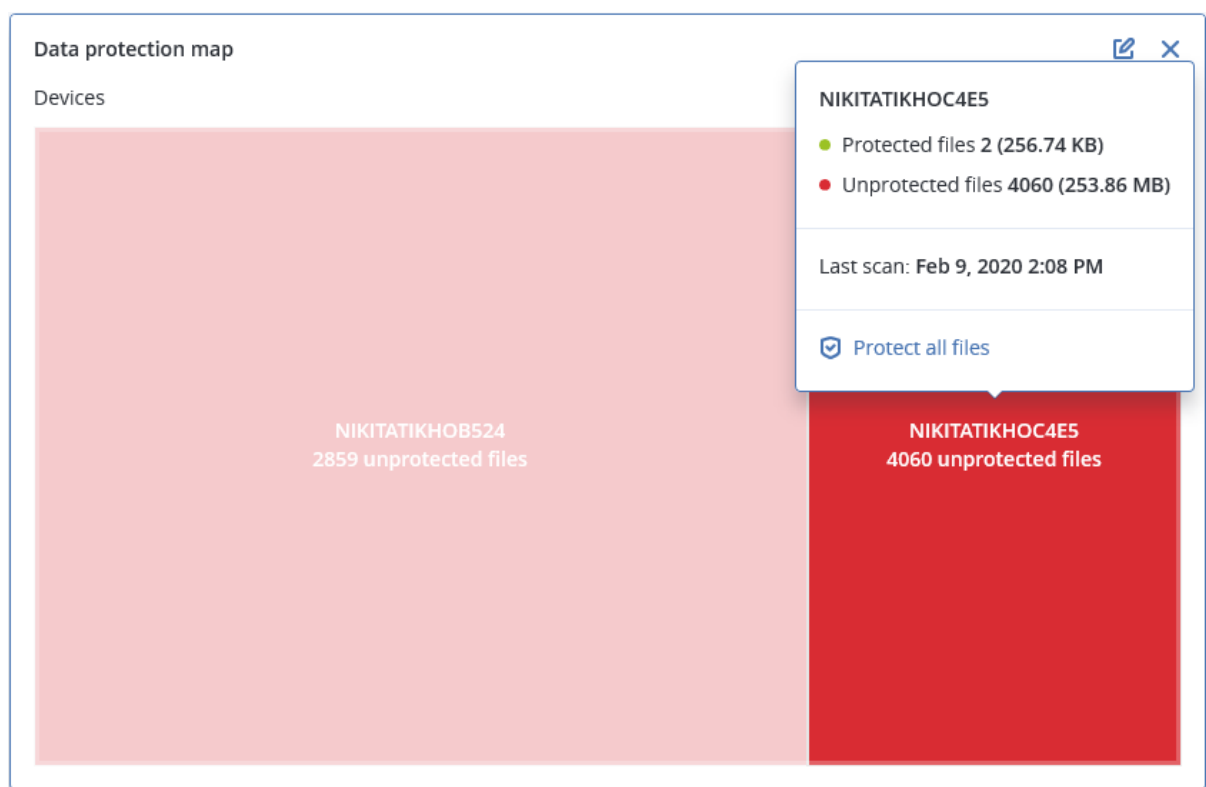 Data protection map
Devices
NIKITATIKHOC4E5
Protected files 2 (256.74 KB)
Unprotected files 4060 (253.86 MB)
Last scan: Feb 9, 2020 2:08 PM
Protect all files
NIKITATIKHOB524
2859 unprotected files
NIKITATIKHOC4E5
4060 unprotected files